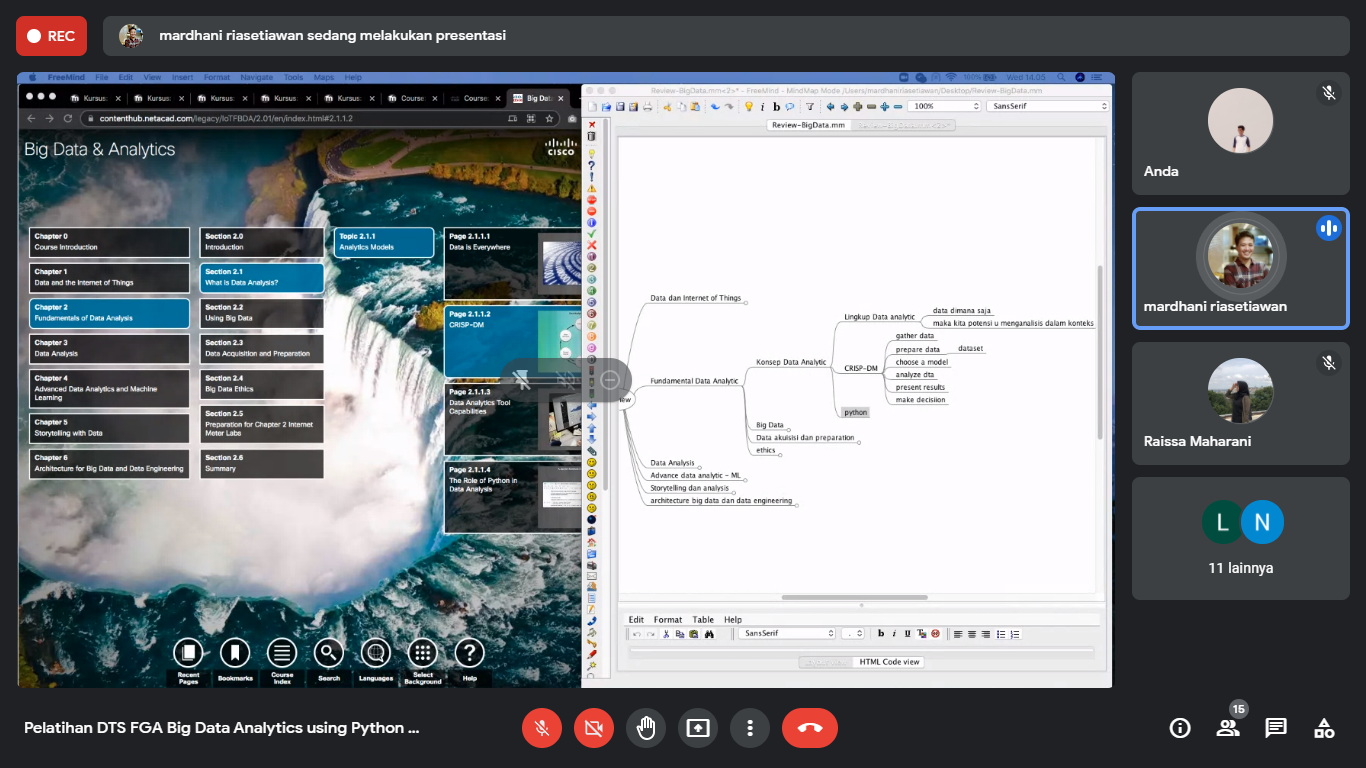 REC
mardhani riasetiawan sedang melakukan presentasi
FreeMind File Edit View Insert Format Navigate Tools Maps Help
100%
Wed 14.05
Kursus: Kursus: Kursus: Kursus: Kursus: Course: Course: Big Dat
contenthub.netacad.com/legacy/IoTFBDA/2.01/en/index.html#2.1.1.2
Big Data & Analytics
CISCO
Chapter 0
Course Introduction
Chapter 1
Data and the Internet of Things
Chapter 2
Fundamentals of Data Analysis
Chapter 3
Data Analysis
Chapter 4
Advanced Data Analytics and Machine
Learning
Chapter 5
Storytelling with Data
Chapter 6
Architecture for Big Data and Data Engineering
Section 2.0
Introduction
Section 2.1
What is Data Analysis?
Section 2.2
Using Big Data
Section 2.3
Data Acquisition and Preparation
Section 2.4
Big Data Ethics
Section 2.5
Preparation for Chapter 2 Internet
Meter Labs
Section 2.6
Summary
Topic 2.1.1
Analytics Models
Page 2.1.1.1
Data is Everywhere
Page 2.1.1.2
CRISP-DM
Page 2.1.1.3
Data Analytics Tool
Capabilities
Page 2.1.1.4
The Role of Python in
Data Analysis
Recent
Pages
Bookmarks
Course
Index
Search
Languages
Select
Background
Help
Review-BigData.mm<2>* - FreeMind - MindMap Mode /Users/mardhaniriasetiawan/Desktop/Review-BigData.mm
100%
SansSerif
Review-BigData.mm
Data dan Internet of Things
Fundamental Data Analytic
Konsep Data Analytic
Lingkup Data analytic
data dimana saja
maka kita potensi u menganalisis dalam konteks
CRISP-DM
gather data
prepare data
dataset
choose a model
analyze dta
present results
make decision
python
Big Data
Data akuisisi dan preparation
ethics
Data Analysis
Advance data analytic - ML
Storytelling dan analysis
architecture big data dan data engineering
Edit Format Table Help
SansSerif
HTML Code view
Anda
mardhani riasetiawan
Raissa Maharani
L N
11 lainnya
Pelatihan DTS FGA Big Data Analytics using Python ...
15